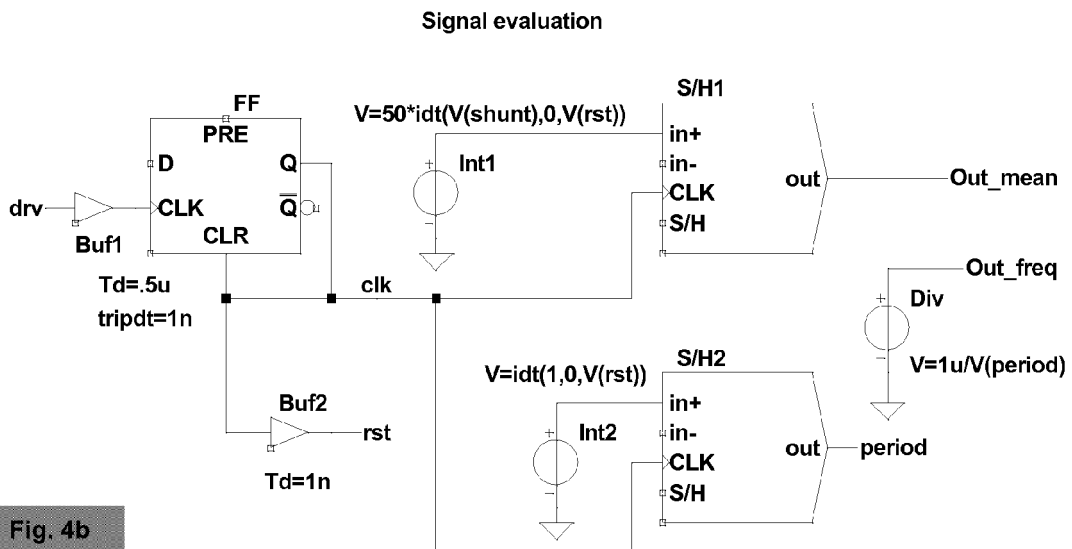 Signal evaluation
FF
PRE
D
Q
drv
CLK
Q
Buf1
CLR
Td=.5u
tripdt=1n
clk
Buf2
rst
Td=1n
V=50*idt(V(shunt),0,V(rst))
+
Int1
-
S/H1
in+
in-
CLK
S/H
out
Out_mean
Out_freq
+
Div
-
V=1u/V(period)
V=idt(1,0,V(rst))
+
Int2
-
S/H2
in+
in-
CLK
S/H
out
period
Fig. 4b